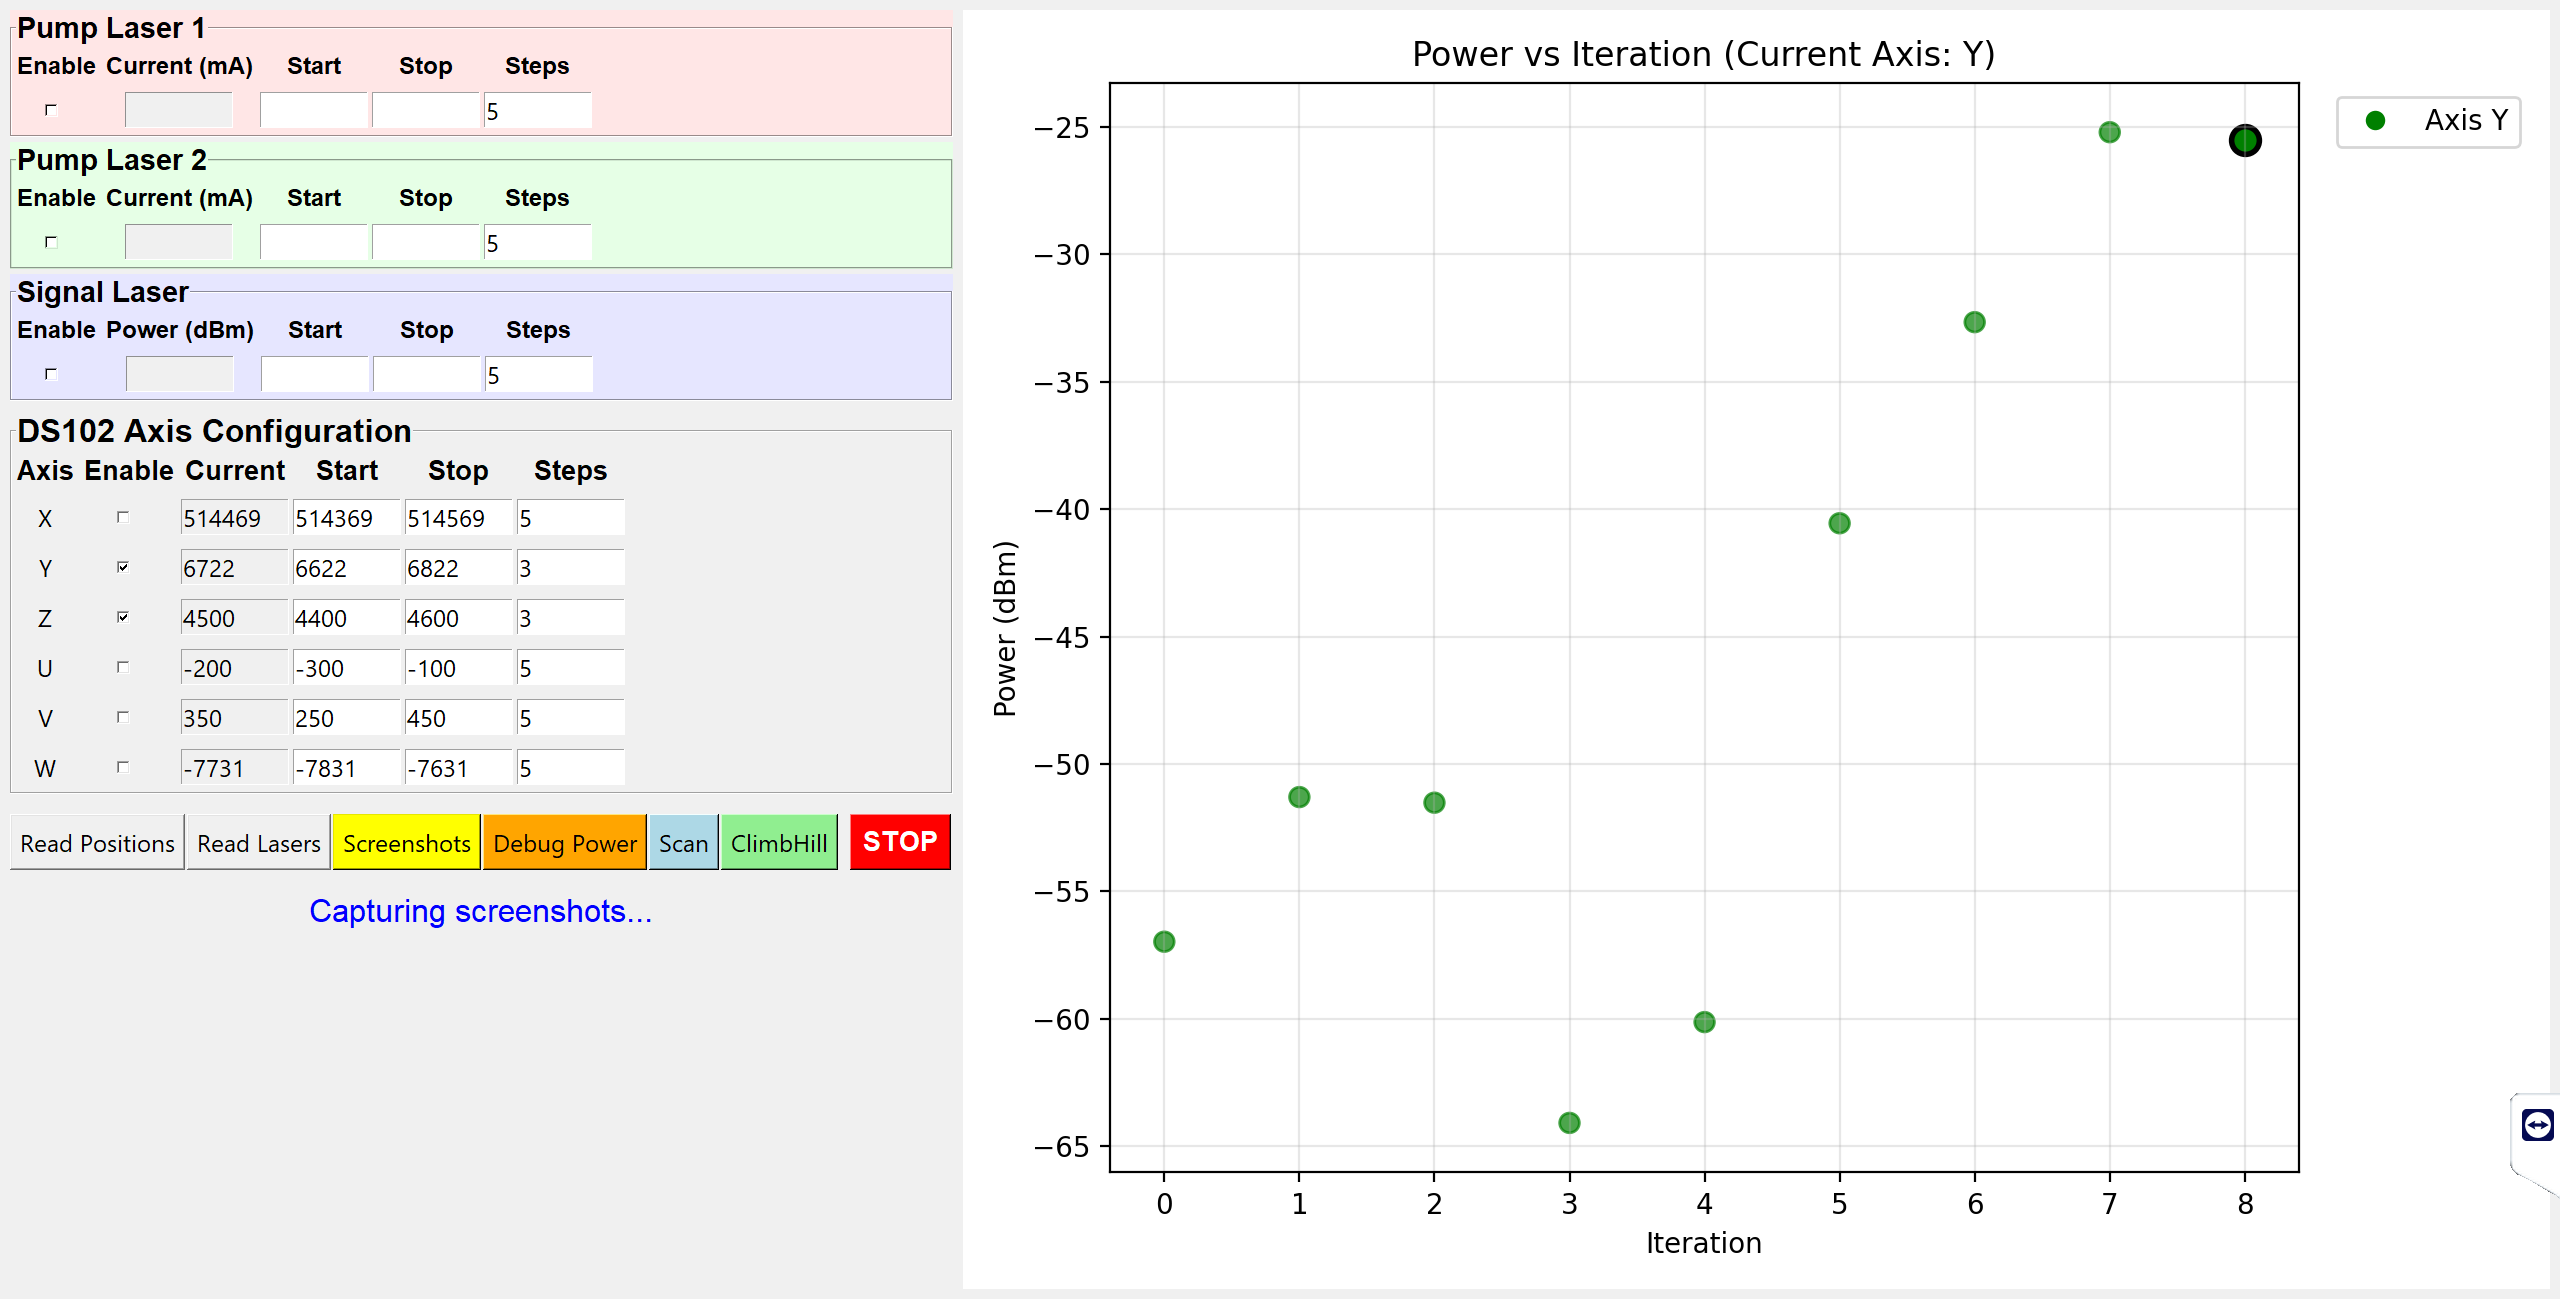 Pump Laser 1
Enable Current (mA) Start Stop Steps
5
Pump Laser 2
Enable Current (mA) Start Stop Steps
5
Signal Laser
Enable Power (dBm) Start Stop Steps
5
DS102 Axis Configuration
Axis Enable Current Start Stop Steps
X 514469 514369 514569 5
Y 6722 6622 6822 3
Z 4500 4400 4600 3
U -200 -300 -100 5
V 350 250 450 5
W -7731 -7831 -7631 5
Read Positions Read Lasers Screenshots Debug Power Scan ClimbHill STOP
Capturing screenshots...
Power vs Iteration (Current Axis: Y)
Axis Y
Power (dBm)
−25
−30
−35
−40
−45
−50
−55
−60
−65
0 1 2 3 4 5 6 7 8
Iteration